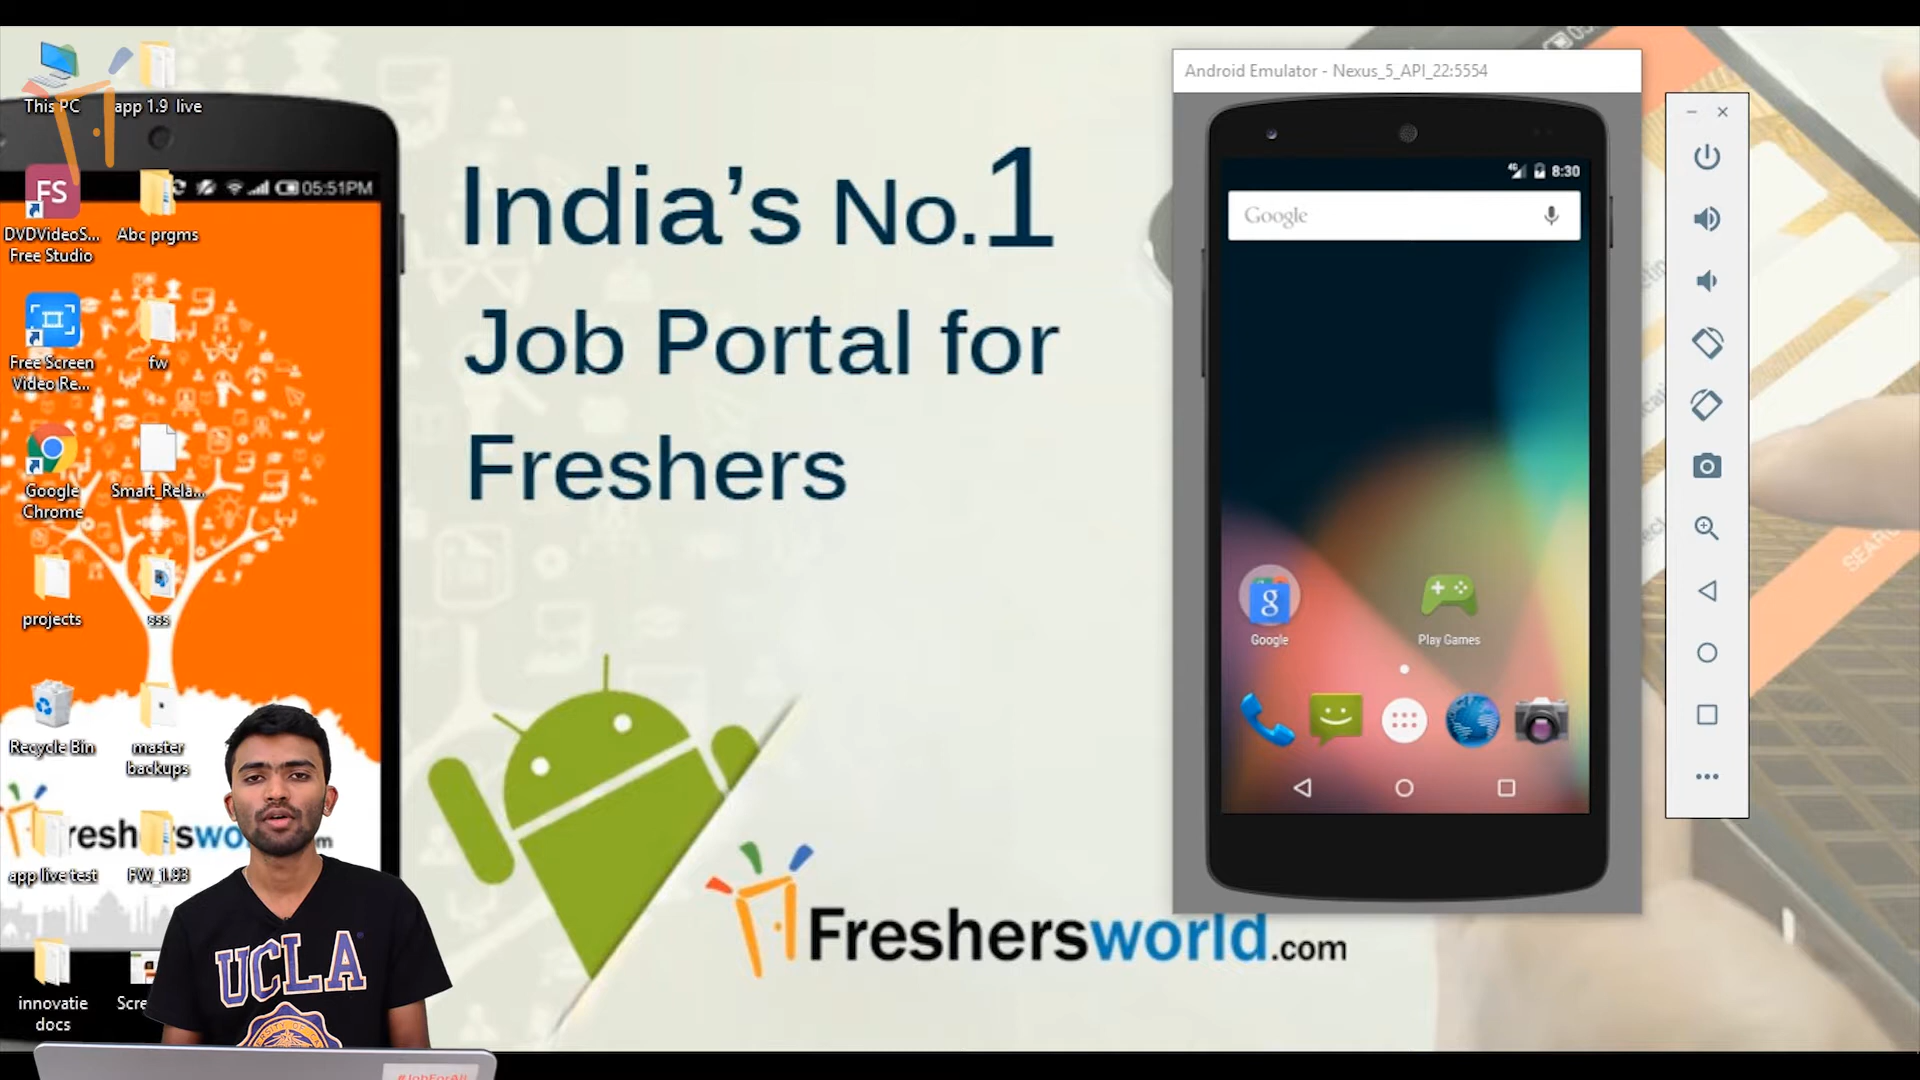 This PC
app 1.9 live
05:51PM
FS
DVDVideoS...
Free Studio
Abc prgms
Free Screen
Video Re...
fw
Google
Chrome
Smart_Rela...
projects
sss
Recycle Bin
master
backups
app live test
FW_1.93
innovatie
docs
Scre
India's No.1
Job Portal for
Freshers
Freshersworld.com
UCLA
#JobForAll
Android Emulator - Nexus_5_API_22:5554
8:30
Google
Google
Play Games